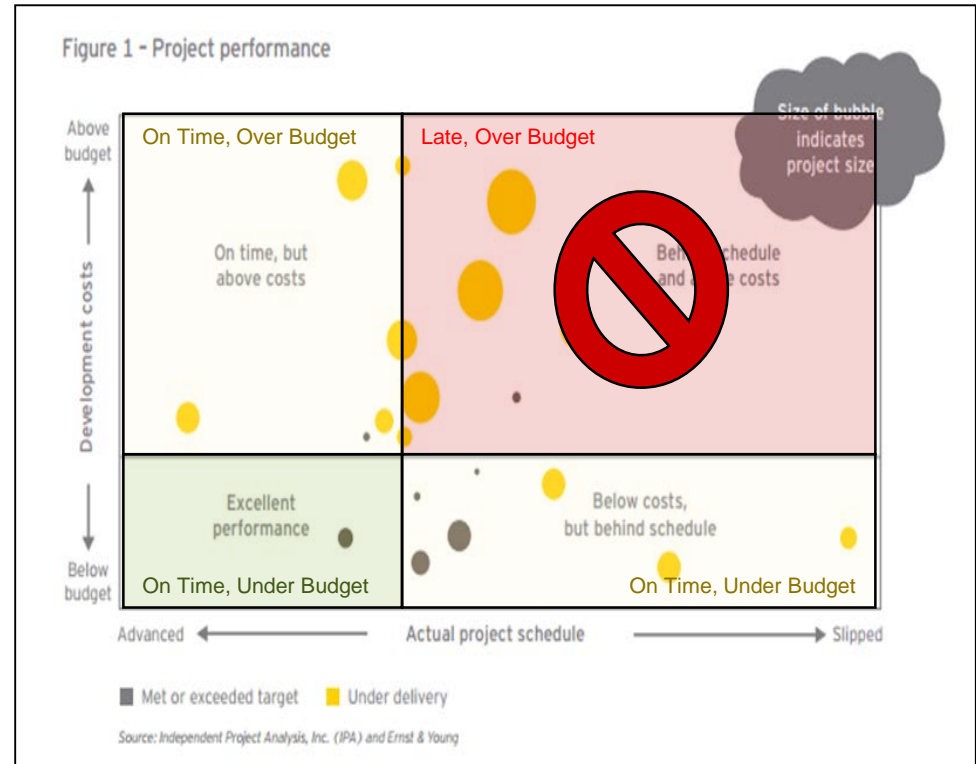 Figure 1 - Project performance
Size of bubble
indicates
project size
Above
budget
On Time, Over Budget
Late, Over Budget
On time, but
above costs
schedule
and costs
Development costs
Excellent
performance
Below costs,
but behind schedule
Below
budget
On Time, Under Budget
On Time, Under Budget
Advanced
Actual project schedule
Slipped
Met or exceeded target
Under delivery
Source: Independent Project Analysis, Inc. (IPA) and Ernst & Young